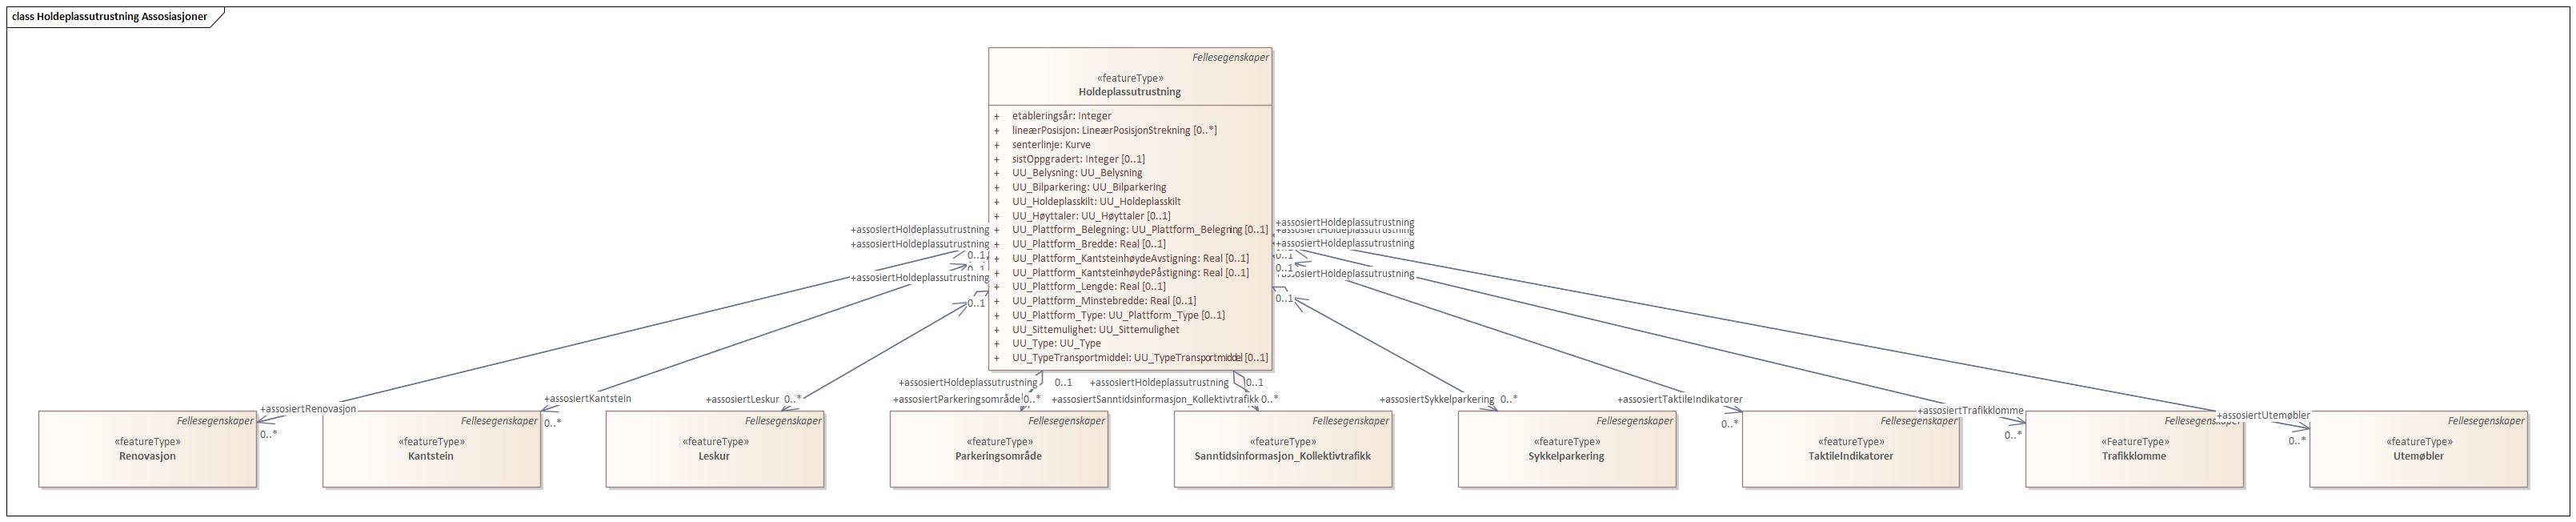 class Holdeplassutrustning Assosiasjoner
Fellesegenskaper
«featureType»
Holdeplassutrustning
+ etableringsår: Integer
+ lineærPosisjon: LineærPosisjonStrekning [0..*]
+ senterlinje: Kurve
+ sistOppgradert: Integer [0..1]
+ UU_Belysning: UU_Belysning
+ UU_Bilparkering: UU_Bilparkering
+ UU_Holdeplasskilt: UU_Holdeplasskilt
+ UU_Høyttaler: UU_Høyttaler [0..1]
+ UU_Plattform_Belegning: UU_Plattform_Belegning [0..1]
+ UU_Plattform_Bredde: Real [0..1]
+ UU_Plattform_KantsteinhøydeAvstigning: Real [0..1]
+ UU_Plattform_KantsteinhøydePåstigning: Real [0..1]
+ UU_Plattform_Lengde: Real [0..1]
+ UU_Plattform_Minstebredde: Real [0..1]
+ UU_Plattform_Type: UU_Plattform_Type [0..1]
+ UU_Sittemulighet: UU_Sittemulighet
+ UU_Type: UU_Type
+ UU_TypeTransportmiddel: UU_TypeTransportmiddel [0..1]
+assosiertHoldeplassutrustning
+assosiertHoldeplassutrustning
0..1
0..1
+assosiertHoldeplassutrustning
0..1
+assosiertHoldeplassutrustning
+assosiertHoldeplassutrustning
0..1
0..1
+assosiertHoldeplassutrustning
0..1
+assosiertHoldeplassutrustning 0..1
+assosiertHoldeplassutrustning 0..1
+assosiertRenovasjon
0..*
+assosiertKantstein
0..*
+assosiertLeskur 0..*
+assosiertParkeringsområde 0..*
+assosiertSanntidsinformasjon_Kollektivtrafikk 0..*
+assosiertSykkelparkering 0..*
+assosiertTaktileIndikatorer
0..*
+assosiertTrafikklomme
0..*
+assosiertUtemøbler
0..*
Fellesegenskaper
«featureType»
Renovasjon
Fellesegenskaper
«featureType»
Kantstein
Fellesegenskaper
«featureType»
Leskur
Fellesegenskaper
«featureType»
Parkeringsområde
Fellesegenskaper
«featureType»
Sanntidsinformasjon_Kollektivtrafikk
Fellesegenskaper
«featureType»
Sykkelparkering
Fellesegenskaper
«featureType»
TaktileIndikatorer
Fellesegenskaper
«FeatureType»
Trafikklomme
Fellesegenskaper
«featureType»
Utemøbler